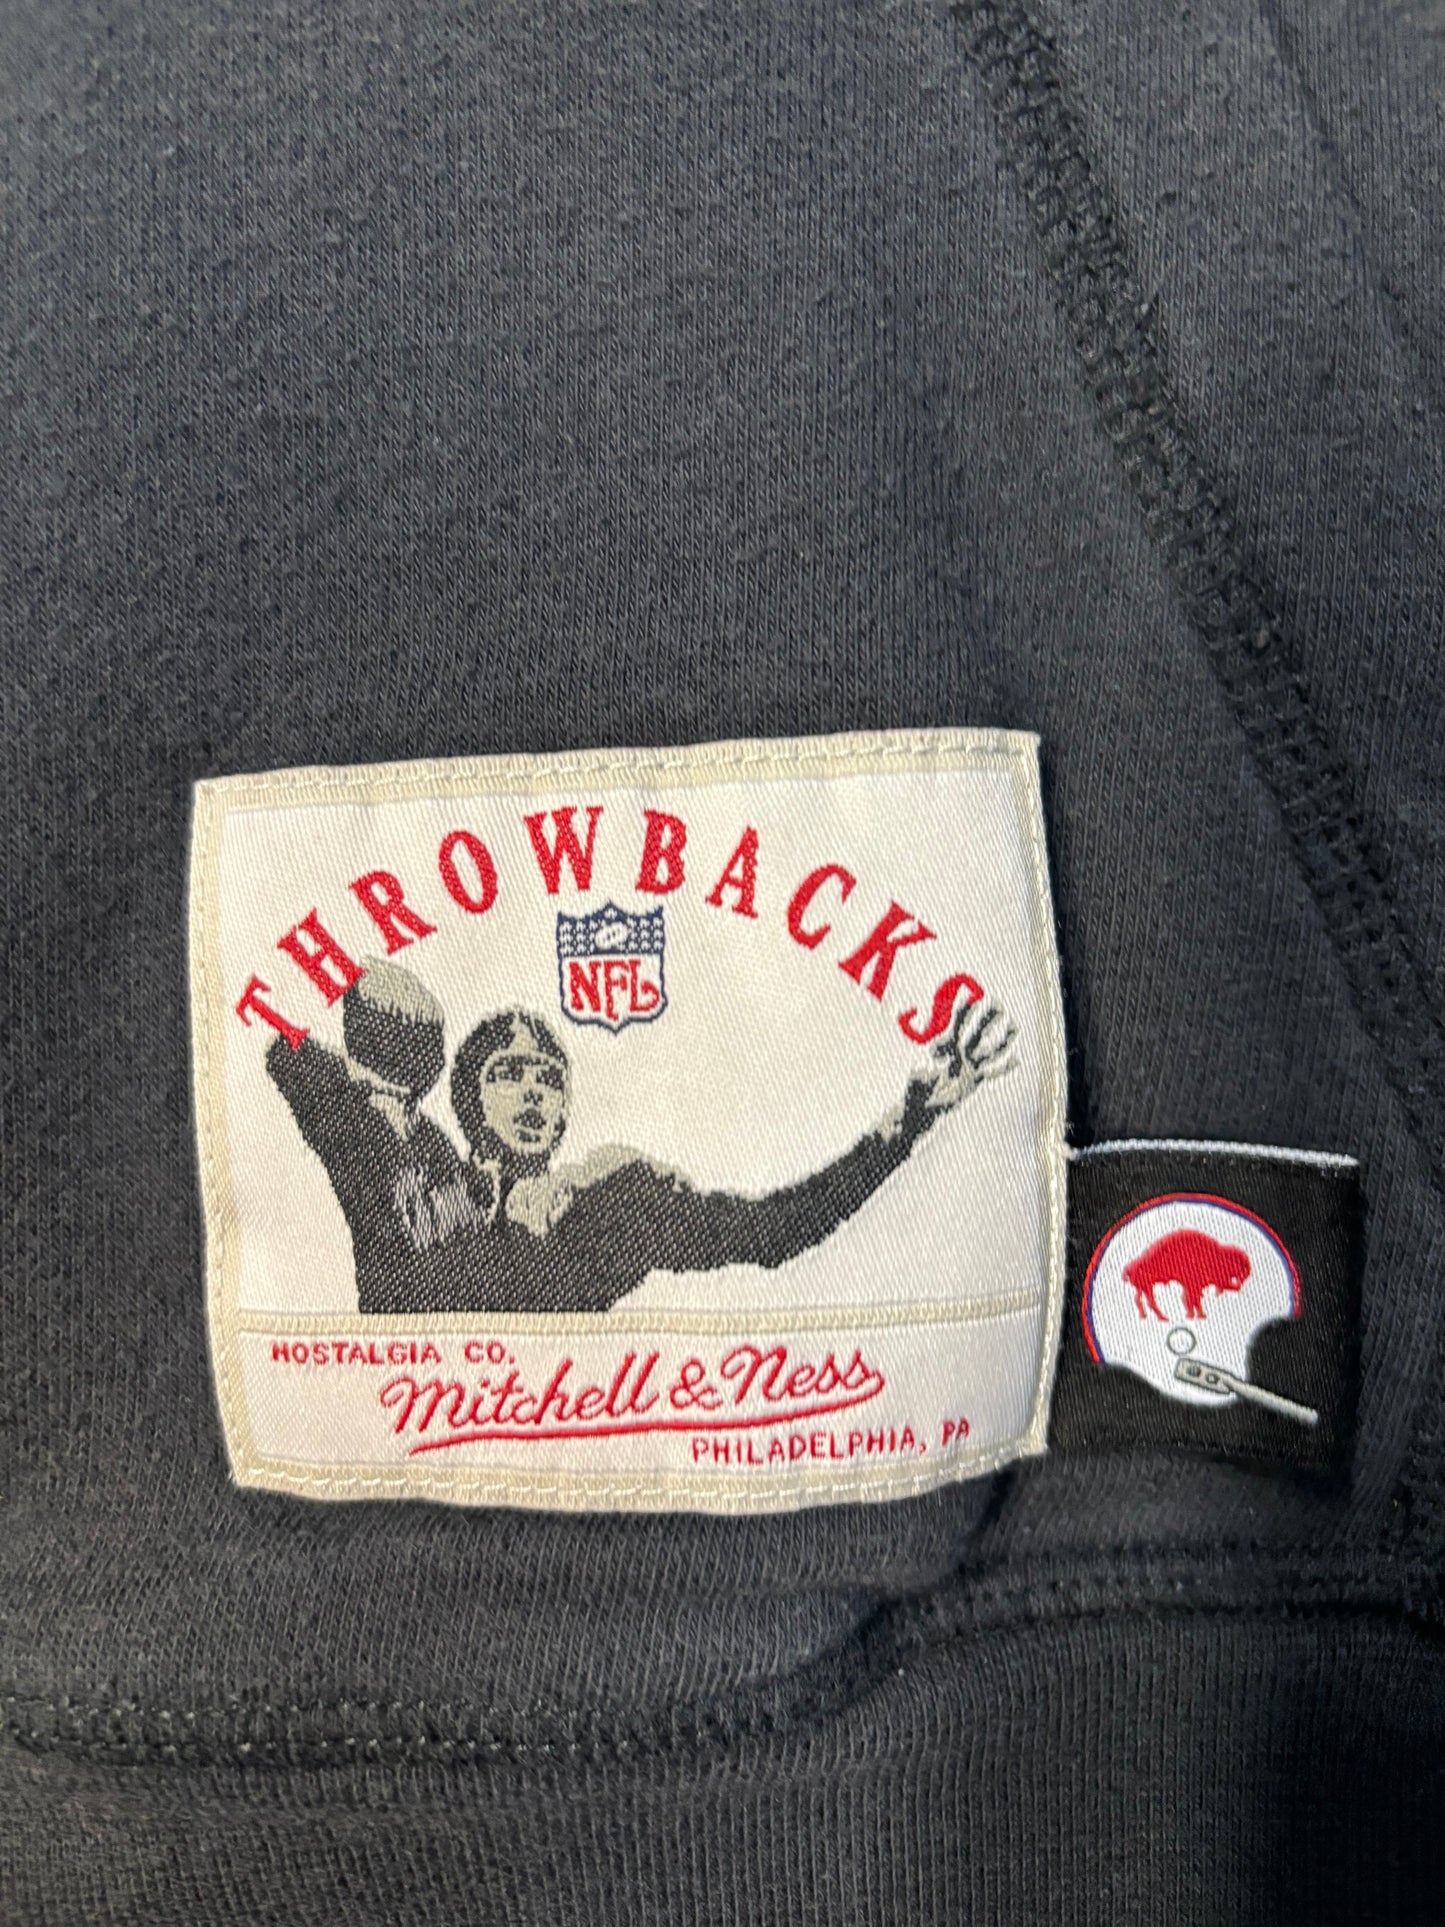 THROWBACKS
NFL
NOSTALGIA CO.
Mitchell & Ness
PHILADELPHIA, PA